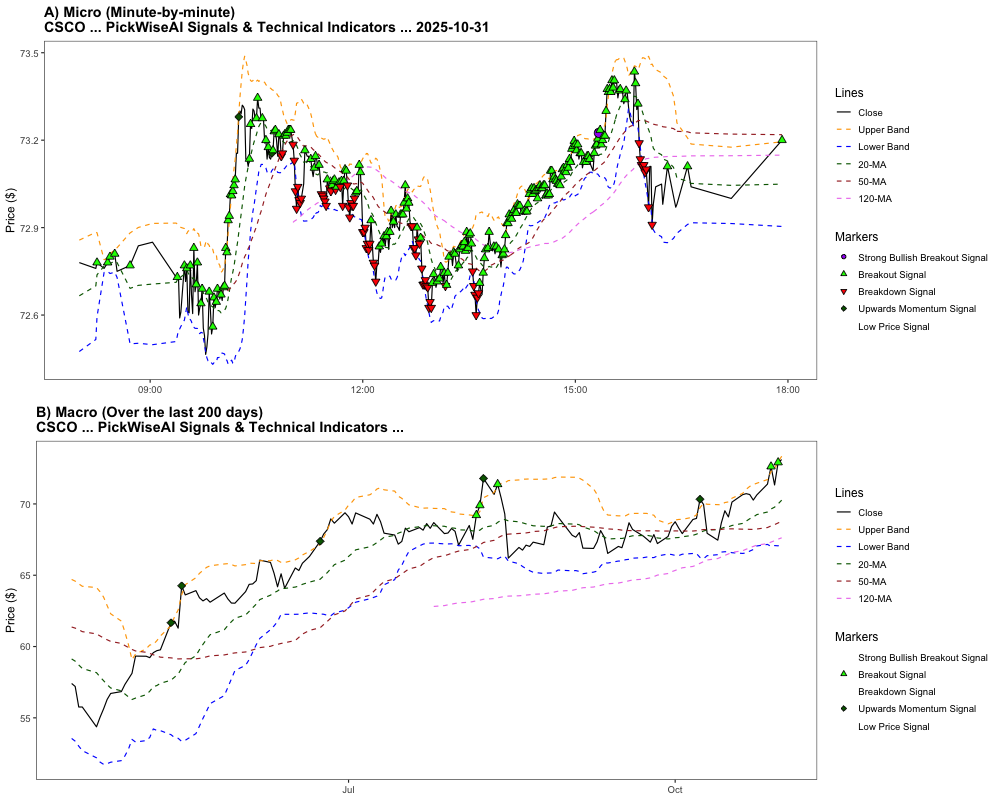 A) Micro (Minute-by-minute)
CSCO ... PickWiseAI Signals & Technical Indicators ... 2025-10-31
Price ($)
73.5
73.2
72.9
72.6
09:00
12:00
15:00
18:00
Lines
Close
Upper Band
Lower Band
20-MA
50-MA
120-MA
Markers
Strong Bullish Breakout Signal
Breakout Signal
Breakdown Signal
Upwards Momentum Signal
Low Price Signal
B) Macro (Over the last 200 days)
CSCO ... PickWiseAI Signals & Technical Indicators ...
Price ($)
70
65
60
55
Jul
Oct
Lines
Close
Upper Band
Lower Band
20-MA
50-MA
120-MA
Markers
Strong Bullish Breakout Signal
Breakout Signal
Breakdown Signal
Upwards Momentum Signal
Low Price Signal